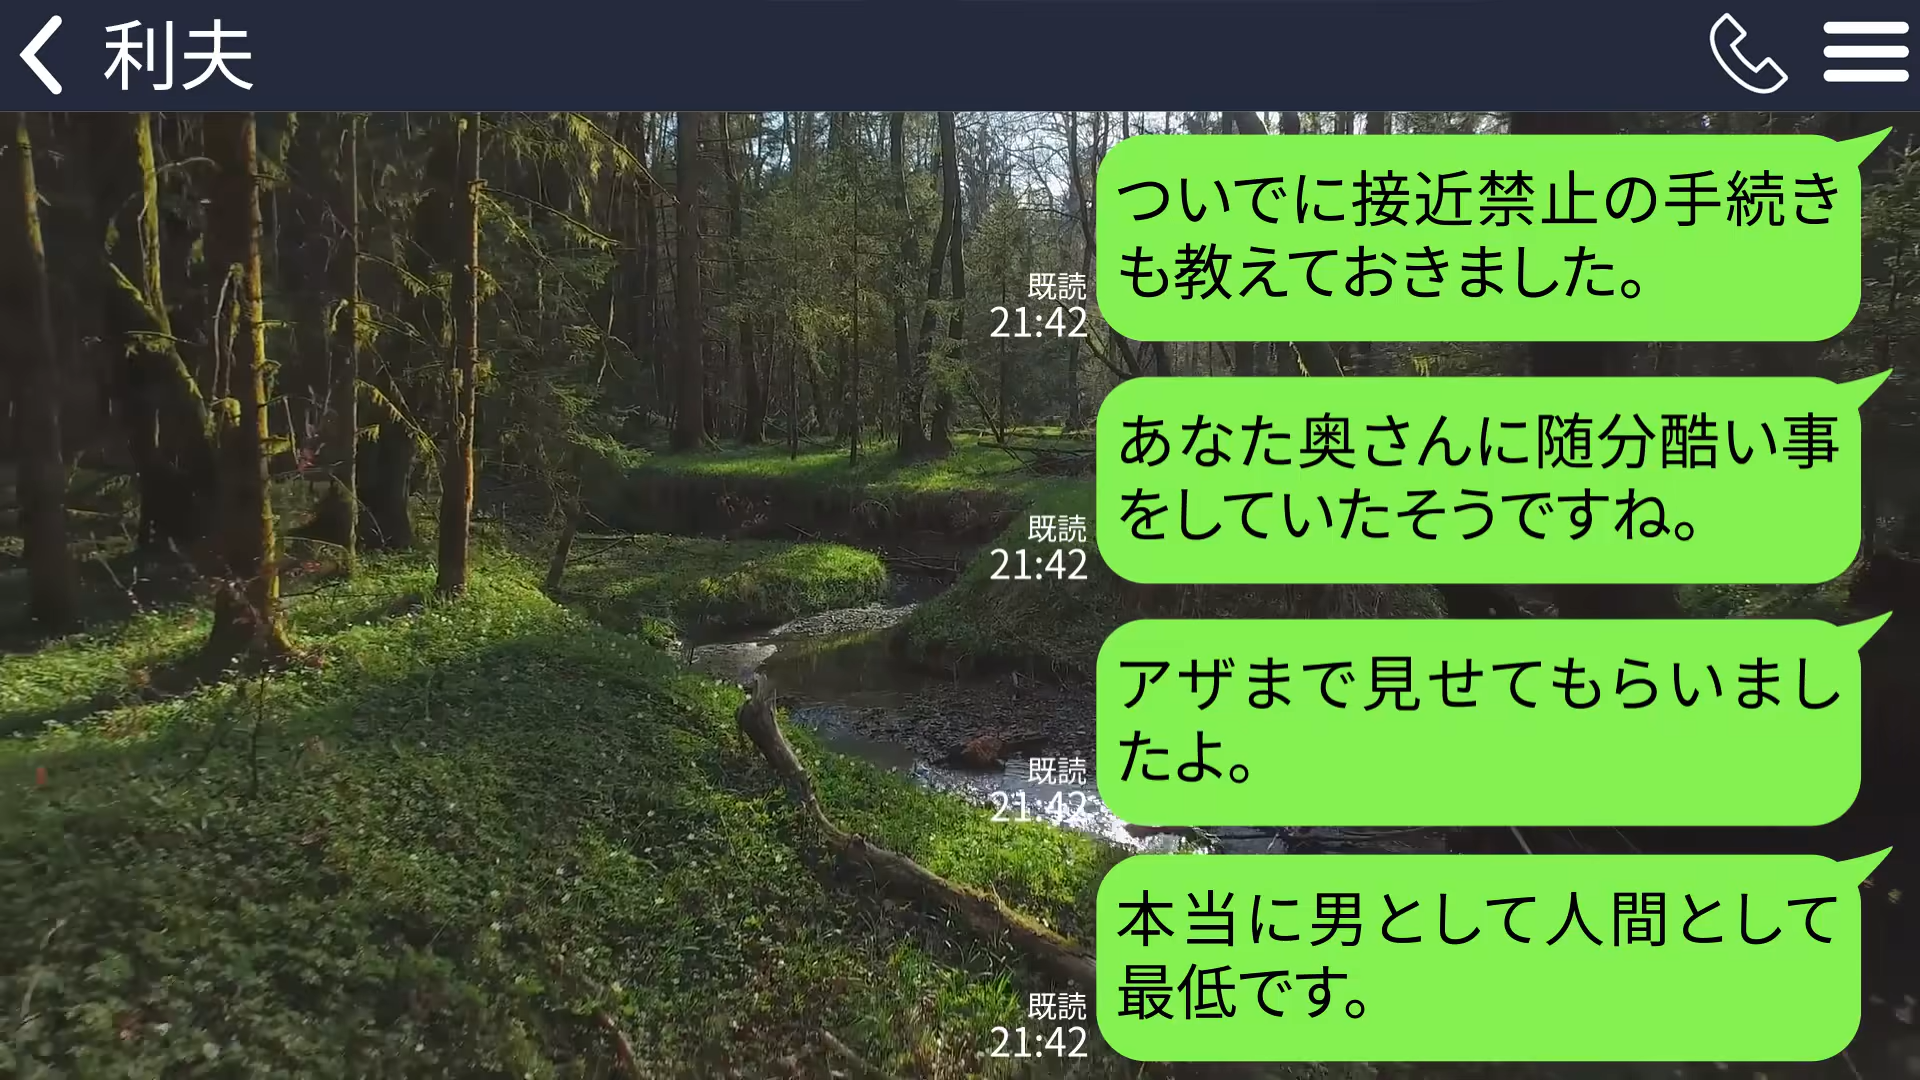 利夫
ついでに接近禁止の手続き
も教えておきました。
既読
21:42
あなた奥さんに随分酷い事
をしていたそうですね。
既読
21:42
アザまで見せてもらいまし
たよ。
既読
21:42
本当に男として人間として
最低です。
既読
21:42